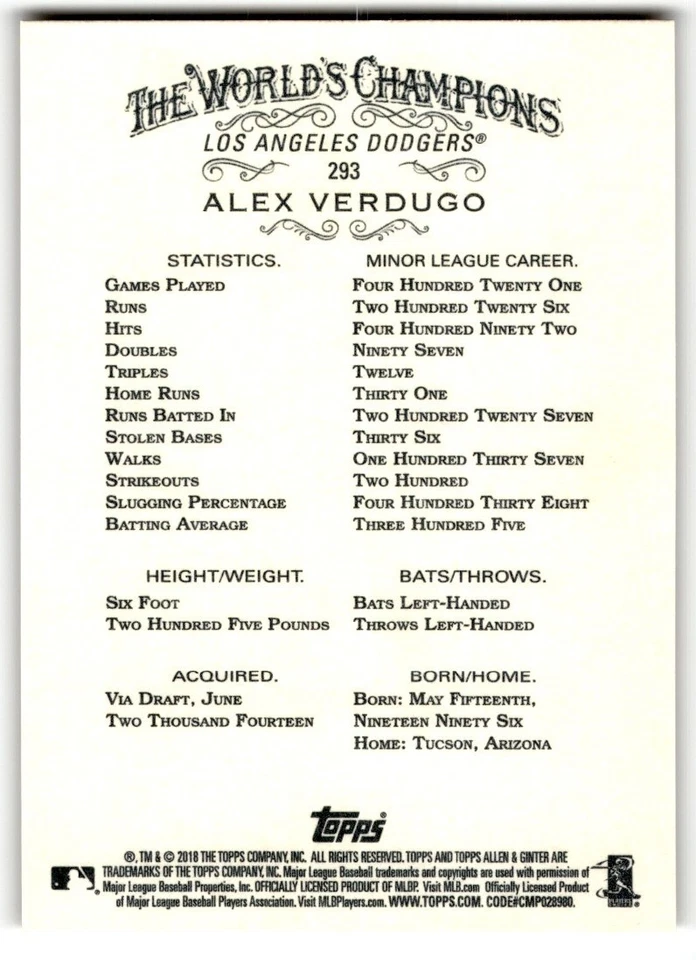 THE WORLD'S CHAMPIONS
LOS ANGELES DODGERS®
293
ALEX VERDUGO
STATISTICS. MINOR LEAGUE CAREER.
GAMES PLAYED FOUR HUNDRED TWENTY ONE
RUNS TWO HUNDRED TWENTY SIX
HITS FOUR HUNDRED NINETY TWO
DOUBLES NINETY SEVEN
TRIPLES TWELVE
HOME RUNS THIRTY ONE
RUNS BATTED IN TWO HUNDRED TWENTY SEVEN
STOLEN BASES THIRTY SIX
WALKS ONE HUNDRED THIRTY SEVEN
STRIKEOUTS TWO HUNDRED
SLUGGING PERCENTAGE FOUR HUNDRED THIRTY EIGHT
BATTING AVERAGE THREE HUNDRED FIVE
HEIGHT/WEIGHT. BATS/THROWS.
SIX FOOT BATS LEFT-HANDED
TWO HUNDRED FIVE POUNDS THROWS LEFT-HANDED
ACQUIRED. BORN/HOME.
VIA DRAFT, JUNE BORN: MAY FIFTEENTH,
TWO THOUSAND FOURTEEN NINETEEN NINETY SIX
HOME: TUCSON, ARIZONA
topps
®, TM & © 2018 THE TOPPS COMPANY, INC. ALL RIGHTS RESERVED. TOPPS AND TOPPS ALLEN & GINTER ARE
TRADEMARKS OF THE TOPPS COMPANY, INC. Major League Baseball trademarks and copyrights are used with permission of
Major League Baseball Properties, Inc. OFFICIALLY LICENSED PRODUCT OF MLBP. Visit MLB.com Officially Licensed Product
of Major League Baseball Players Association. Visit MLBPlayers.com. WWW.TOPPS.COM. CODE#CMP028980.